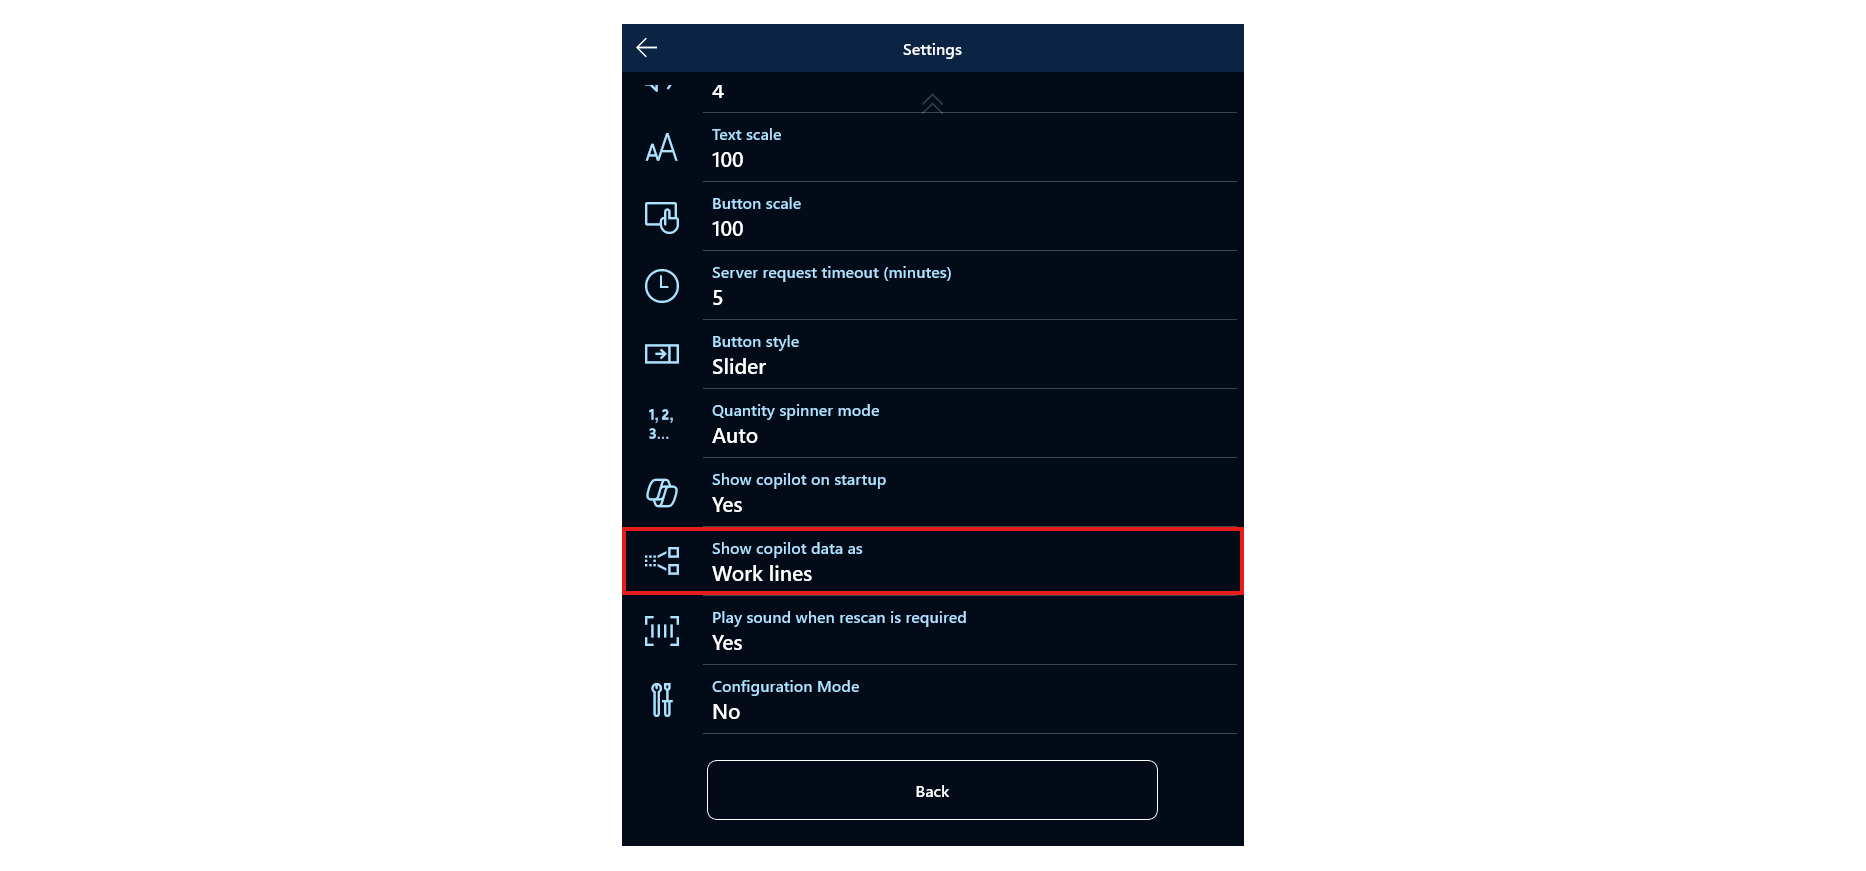 Settings
4
Text scale
100
Button scale
100
Server request timeout (minutes)
5
Button style
Slider
1, 2,
3...
Quantity spinner mode
Auto
Show copilot on startup
Yes
Show copilot data as
Work lines
Play sound when rescan is required
Yes
Configuration Mode
No
Back